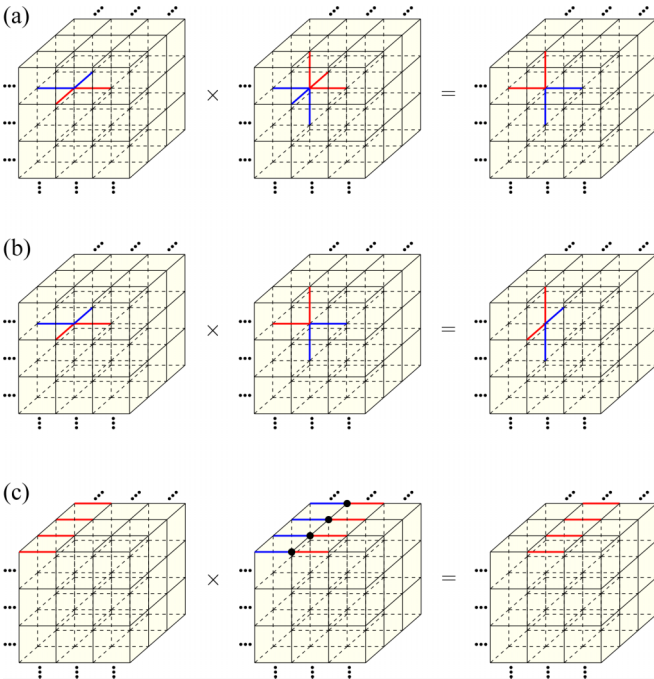 (a)
× =
(b)
× =
(c)
× =